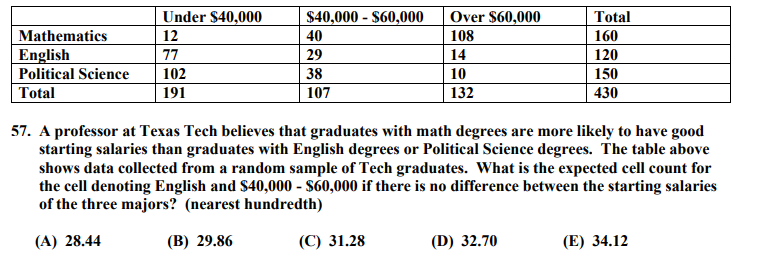 Under $40,000 $40,000 - $60,000 Over $60,000 Total
Mathematics 12 40 108 160
English 77 29 14 120
Political Science 102 38 10 150
Total 191 107 132 430
57. A professor at Texas Tech believes that graduates with math degrees are more likely to have good
starting salaries than graduates with English degrees or Political Science degrees. The table above
shows data collected from a random sample of Tech graduates. What is the expected cell count for
the cell denoting English and $40,000 - $60,000 if there is no difference between the starting salaries
of the three majors? (nearest hundredth)
(A) 28.44 (B) 29.86 (C) 31.28 (D) 32.70 (E) 34.12